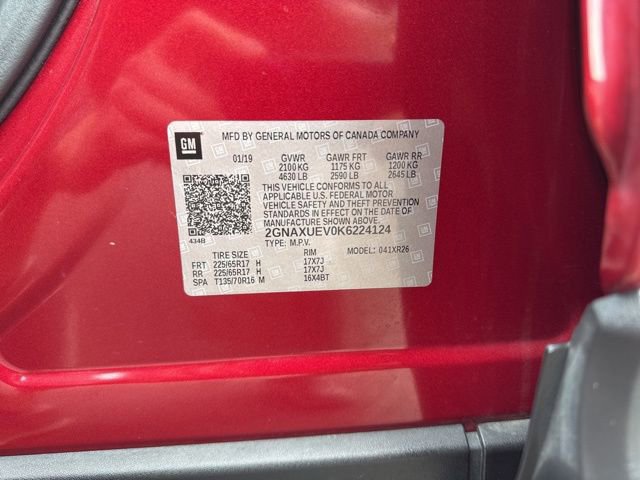 GM MFD BY GENERAL MOTORS OF CANADA COMPANY
01/19 GVWR GAWR FRT GAWR RR
2100 KG 1175 KG 1200 KG
4630 LB 2590 LB 2645 LB
THIS VEHICLE CONFORMS TO ALL
APPLICABLE U.S. FEDERAL MOTOR
VEHICLE SAFETY AND THEFT PREVENTION
STANDARDS IN EFFECT ON THE DATE OF
MANUFACTURE SHOWN ABOVE.
2GNAXUEV0K6224124
434B TYPE: M.P.V. MODEL: 041XR26
TIRE SIZE RIM
FRT 225/65R17 H 17X7J
RR 225/65R17 H 17X7J
SPA T135/70R16 M 16X4BT